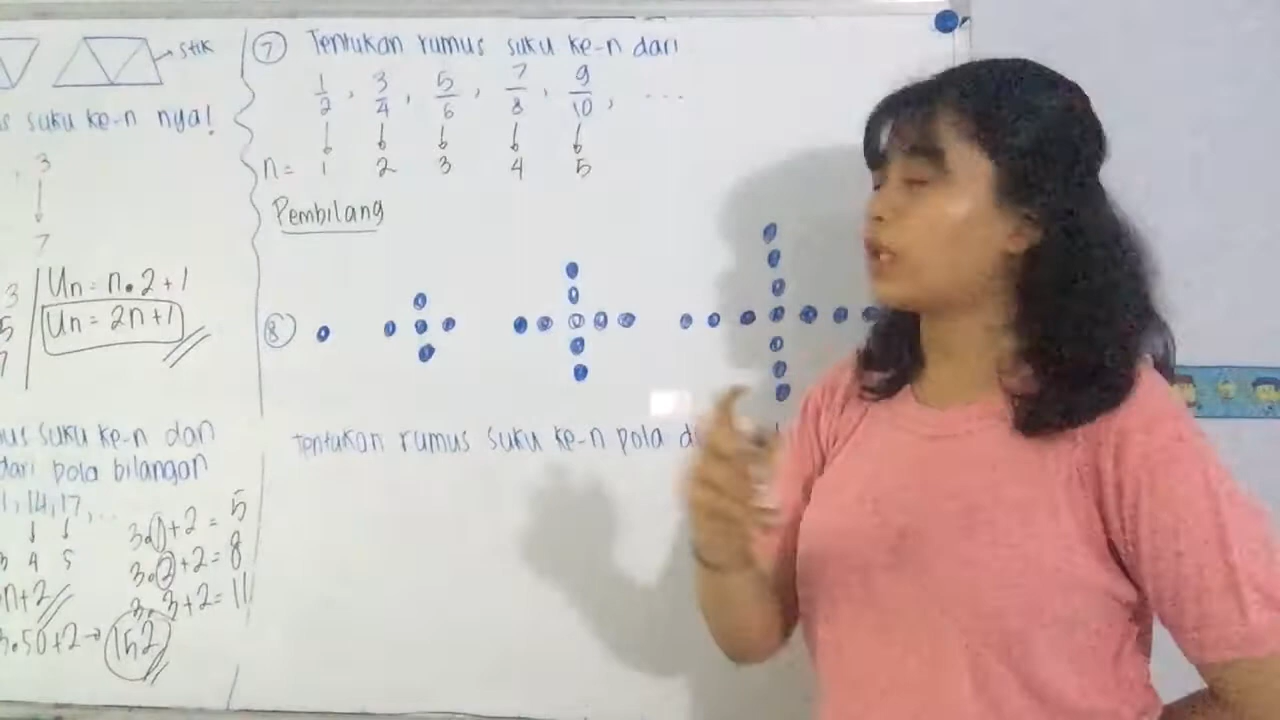 stik
suku ke-n nya!
3
7
3
5
7
Un = n.2+1
Un = 2n+1
suku ke-n dan
dari pola bilangan
1, 14, 17, ...
3 4 5
n+2
3.50+2 → 152
3.1+2 = 5
3.2+2 = 8
3.3+2 = 11
7 Tentukan rumus suku ke-n dari
1/2, 3/4, 5/6, 7/8, 9/10, ...
n = 1 2 3 4 5
Pembilang
8
Tentukan rumus suku ke-n pola